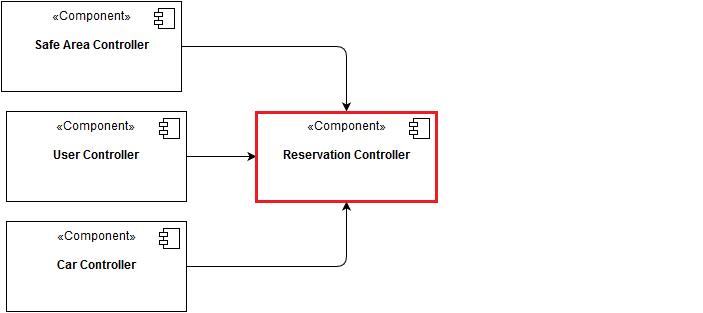 «Component»
Safe Area Controller
«Component»
User Controller
«Component»
Reservation Controller
«Component»
Car Controller